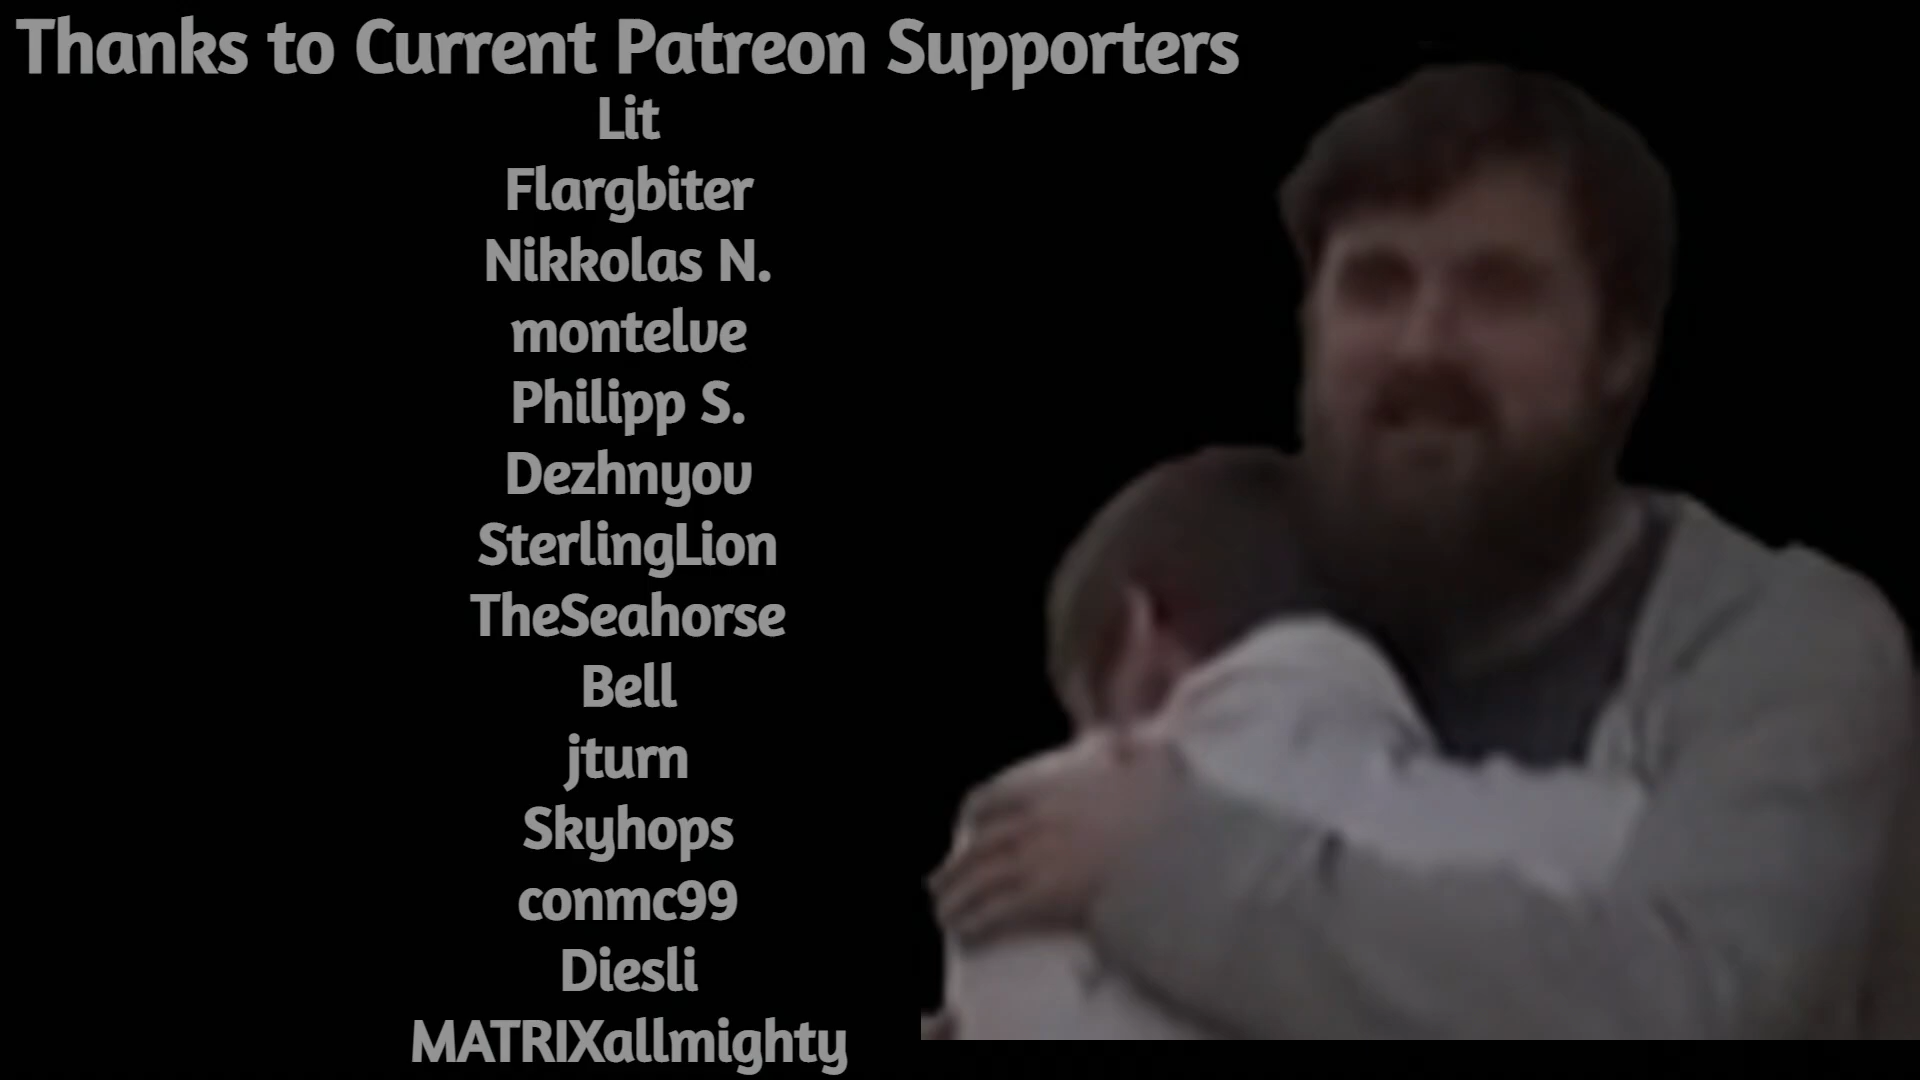 Thanks to Current Patreon Supporters
Lit
Flargbiter
Nikkolas N.
montelve
Philipp S.
Dezhnyov
SterlingLion
TheSeahorse
Bell
jturn
Skyhops
conmc99
Diesli
MATRIXallmighty